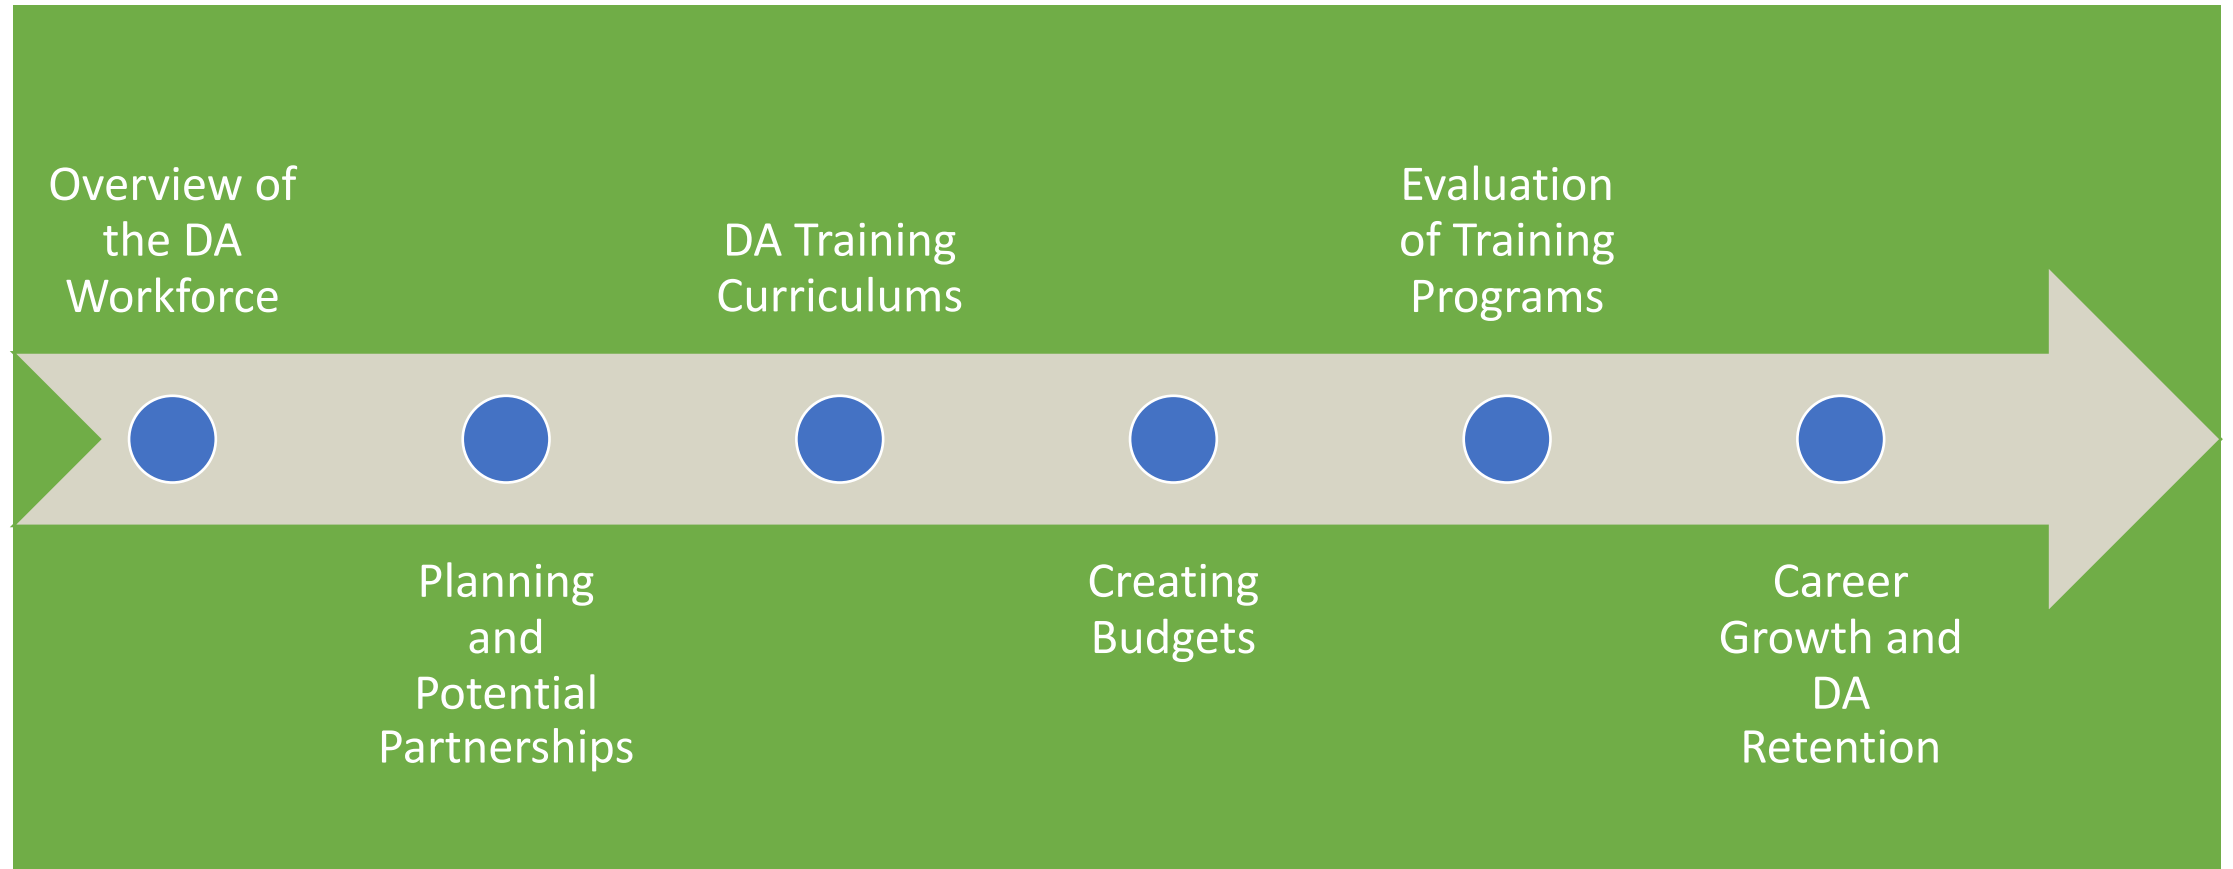 Overview of
the DA
Workforce
Planning
and
Potential
Partnerships
DA Training
Curriculums
Creating
Budgets
Evaluation
of Training
Programs
Career
Growth and
DA
Retention